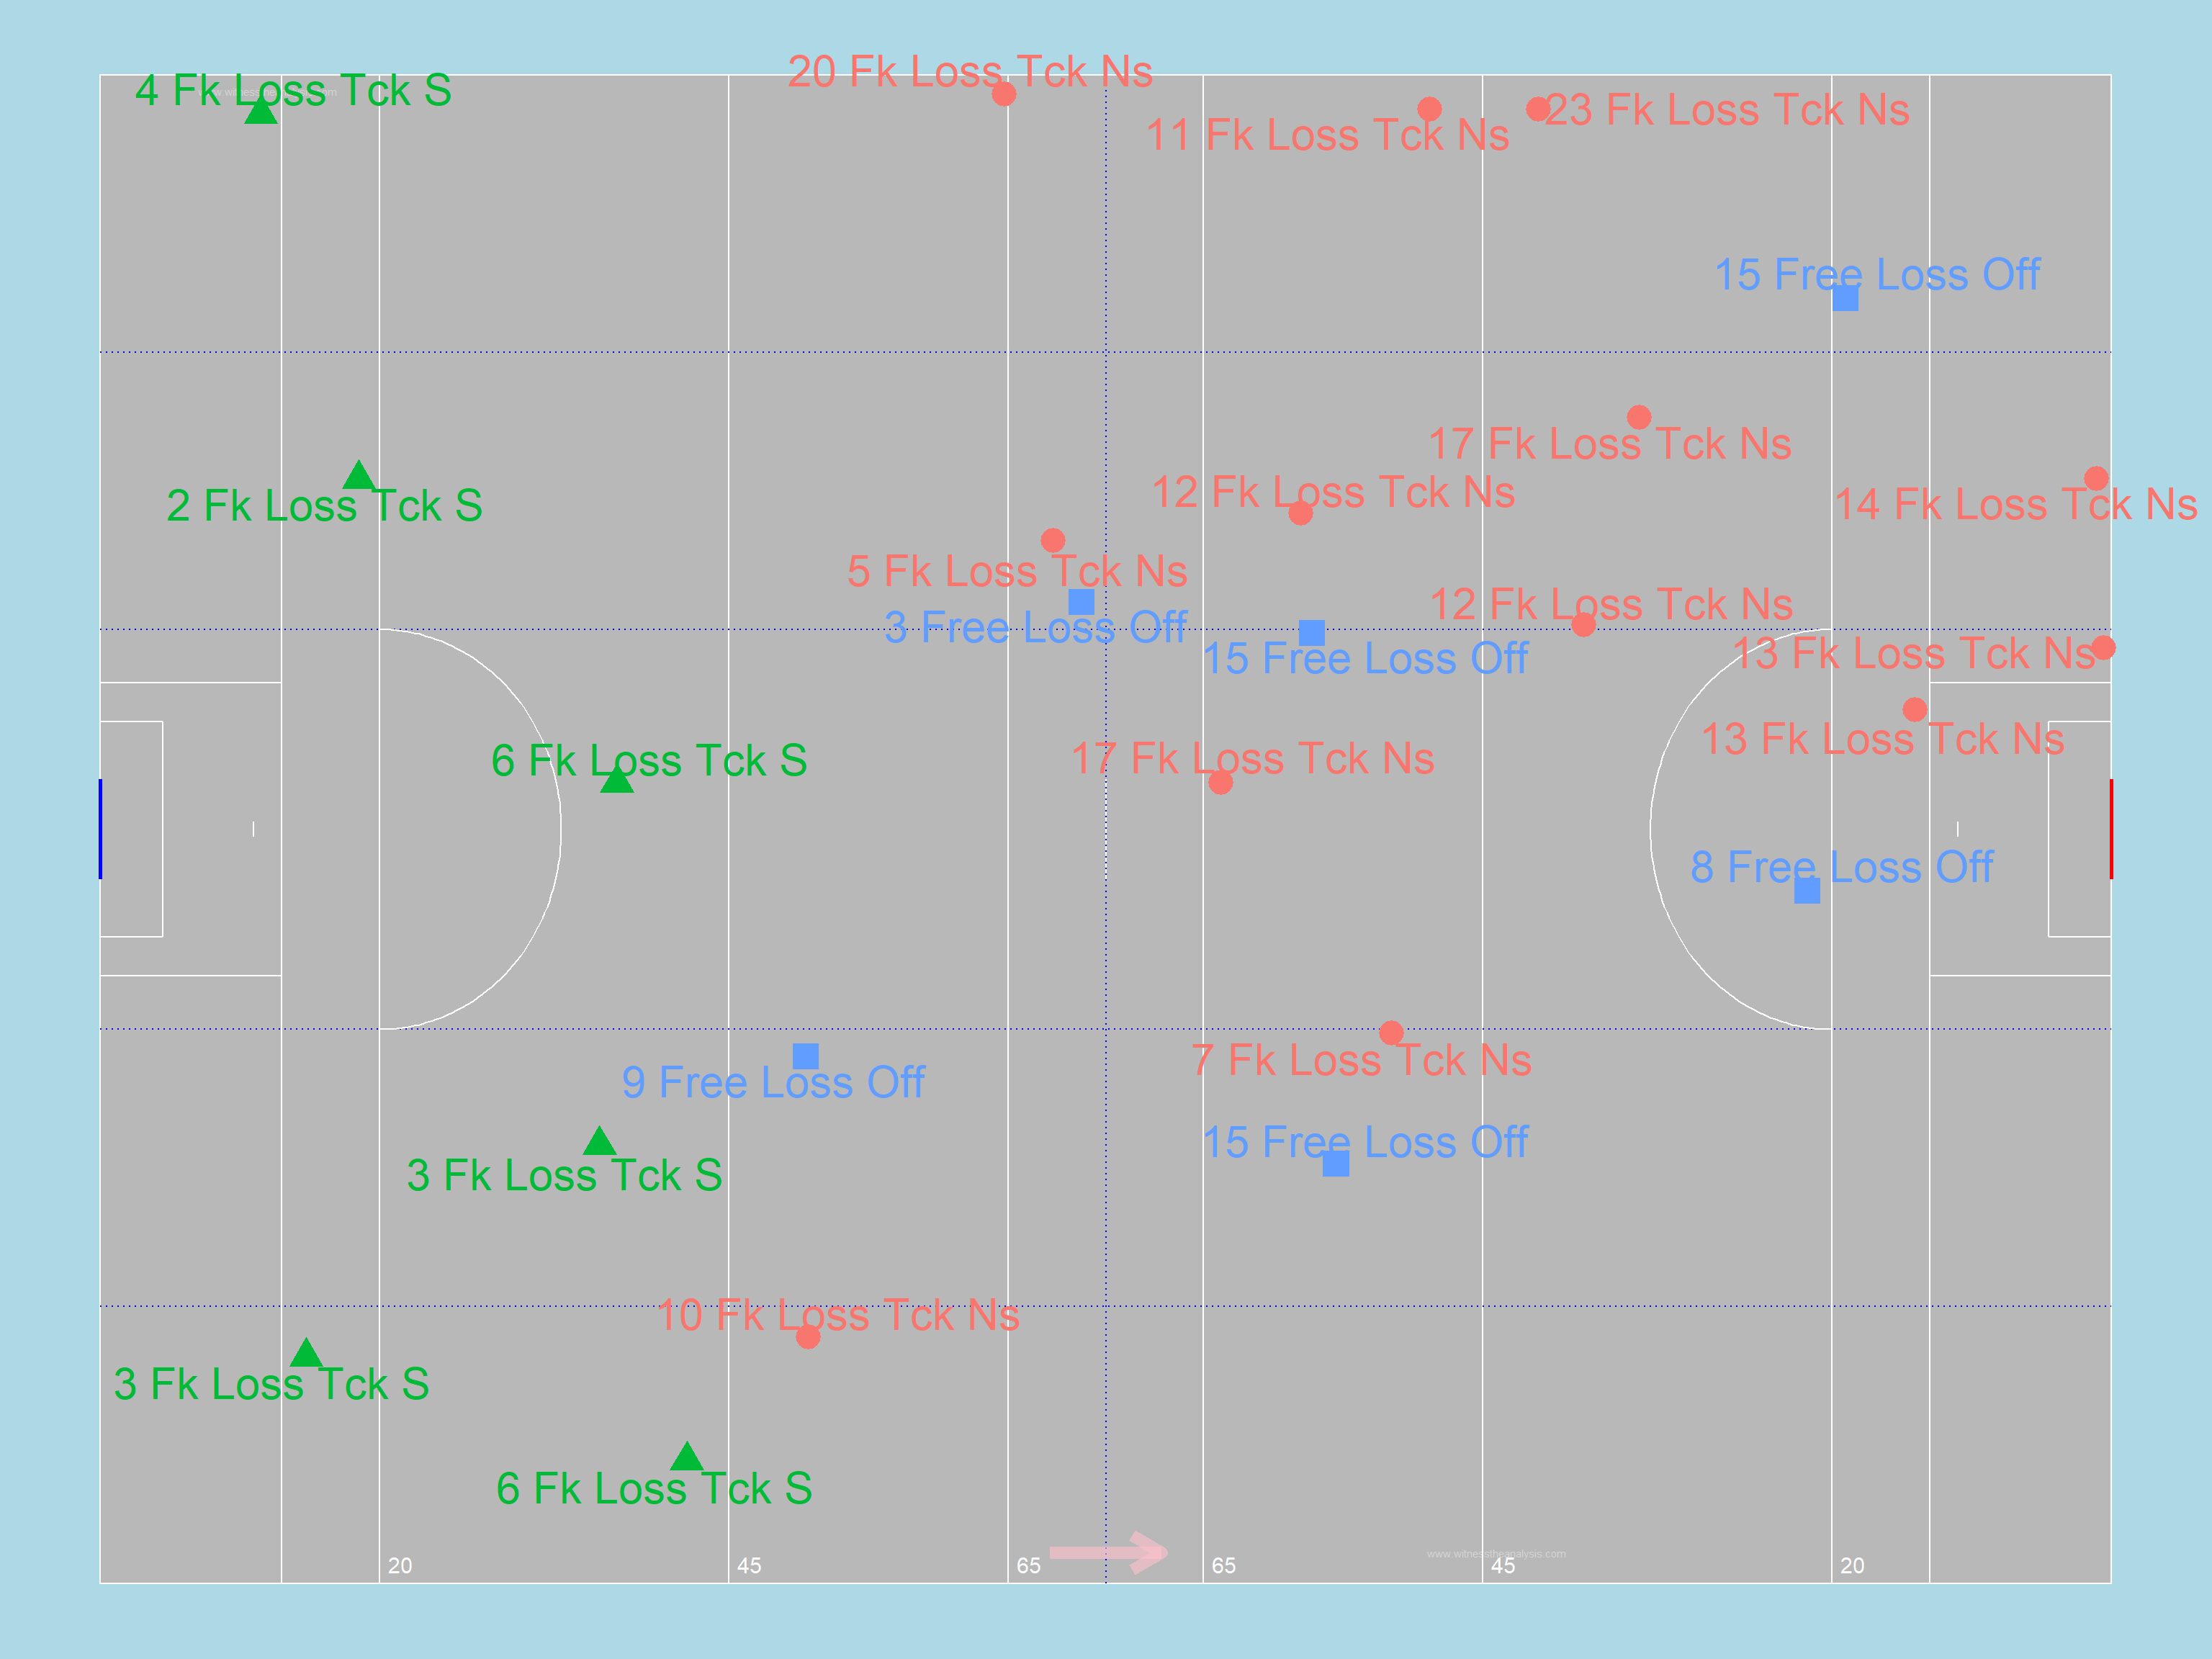 20 Fk Loss Tck Ns
4 Fk Loss Tck S
www.witnesstheanalysis.com
23 Fk Loss Tck Ns
11 Fk Loss Tck Ns
15 Free Loss Off
17 Fk Loss Tck Ns
12 Fk Loss Tck Ns
2 Fk Loss Tck S
14 Fk Loss Tck Ns
5 Fk Loss Tck Ns
12 Fk Loss Tck Ns
3 Free Loss Off
13 Fk Loss Tck Ns
15 Free Loss Off
13 Fk Loss Tck Ns
6 Fk Loss Tck S
17 Fk Loss Tck Ns
8 Free Loss Off
7 Fk Loss Tck Ns
9 Free Loss Off
15 Free Loss Off
3 Fk Loss Tck S
10 Fk Loss Tck Ns
3 Fk Loss Tck S
6 Fk Loss Tck S
www.witnesstheanalysis.com
20
45
65
65
45
20